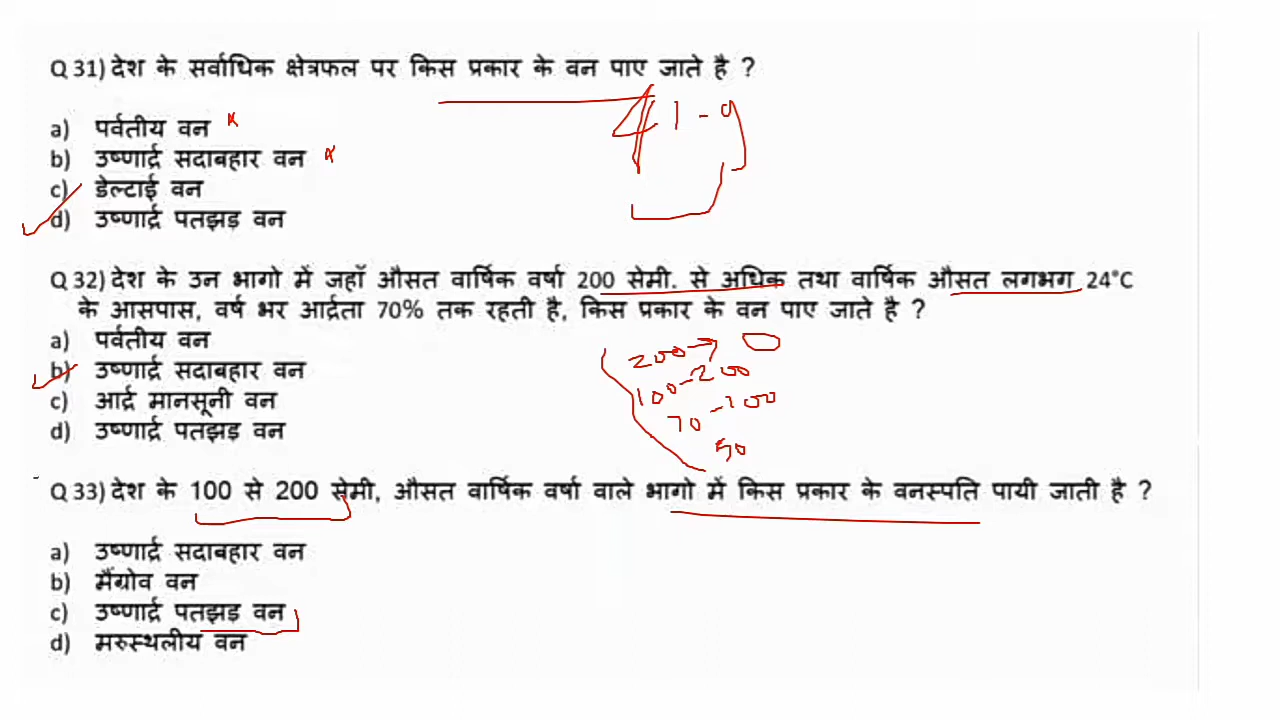 Q 31) देश के सर्वाधिक क्षेत्रफल पर किस प्रकार के वन पाए जाते है ?
41-9
a) पर्वतीय वन
b) उष्णार्द्र सदाबहार वन
c) डेल्टाई वन
d) उष्णार्द्र पतझड़ वन
Q 32) देश के उन भागो में जहाँ औसत वार्षिक वर्षा 200 सेमी. से अधिक तथा वार्षिक औसत लगभग 24°C
के आसपास, वर्ष भर आर्द्रता 70% तक रहती है, किस प्रकार के वन पाए जाते है ?
a) पर्वतीय वन
b) उष्णार्द्र सदाबहार वन
c) आर्द्र मानसूनी वन
d) उष्णार्द्र पतझड़ वन
200→
100-200
70-100
50
Q 33) देश के 100 से 200 सेमी, औसत वार्षिक वर्षा वाले भागो में किस प्रकार के वनस्पति पायी जाती है ?
a) उष्णार्द्र सदाबहार वन
b) मैंग्रोव वन
c) उष्णार्द्र पतझड़ वन
d) मरुस्थलीय वन